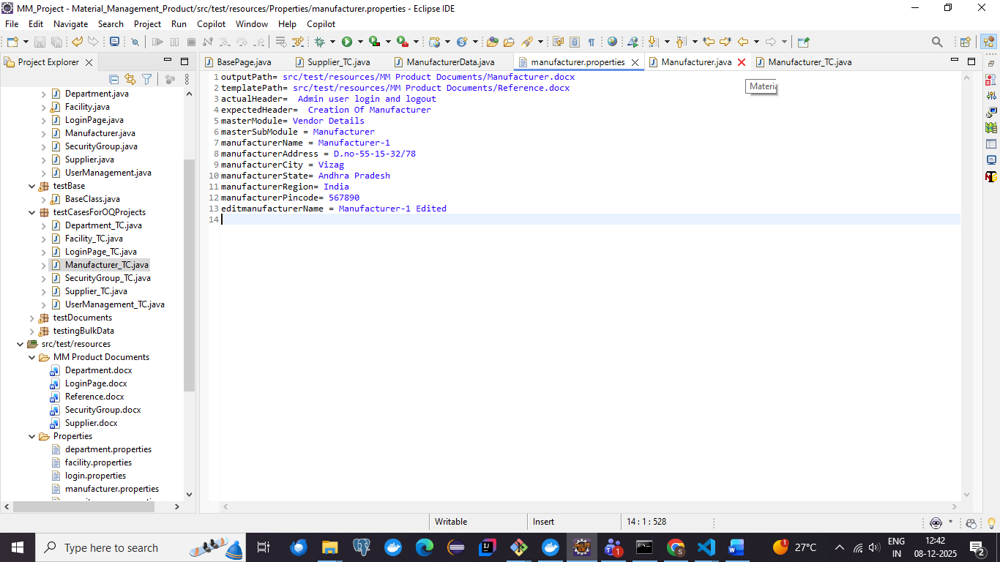 MM_Project - Material_Management_Product/src/test/resources/Properties/manufacturer.properties - Eclipse IDE
File Edit Navigate Search Project Run Copilot Window Help Copilot
Project Explorer
Department.java
Facility.java
LoginPage.java
Manufacturer.java
SecurityGroup.java
Supplier.java
UserManagement.java
testBase
BaseClass.java
testCasesForOQProjects
Department_TC.java
Facility_TC.java
LoginPage_TC.java
Manufacturer_TC.java
SecurityGroup_TC.java
Supplier_TC.java
UserManagement_TC.java
testDocuments
testingBulkData
src/test/resources
MM Product Documents
Department.docx
LoginPage.docx
Reference.docx
SecurityGroup.docx
Supplier.docx
Properties
department.properties
facility.properties
login.properties
manufacturer.properties
BasePage.java Supplier_TC.java ManufacturerData.java manufacturer.properties Manufacturer.java Manufacturer_TC.java
Materia
1 outputPath= src/test/resources/MM Product Documents/Manufacturer.docx
2 templatePath= src/test/resources/MM Product Documents/Reference.docx
3 actualHeader=  Admin user login and logout
4 expectedHeader=  Creation Of Manufacturer
5 masterModule= Vendor Details
6 masterSubModule = Manufacturer
7 manufacturerName = Manufacturer-1
8 manufacturerAddress = D.no-55-15-32/78
9 manufacturerCity = Vizag
10 manufacturerState= Andhra Pradesh
11 manufacturerRegion= India
12 manufacturerPincode= 567890
13 editmanufacturerName = Manufacturer-1 Edited
14
Writable Insert 14 : 1 : 528
Type here to search
27°C
ENG
IN
12:42
08-12-2025
2